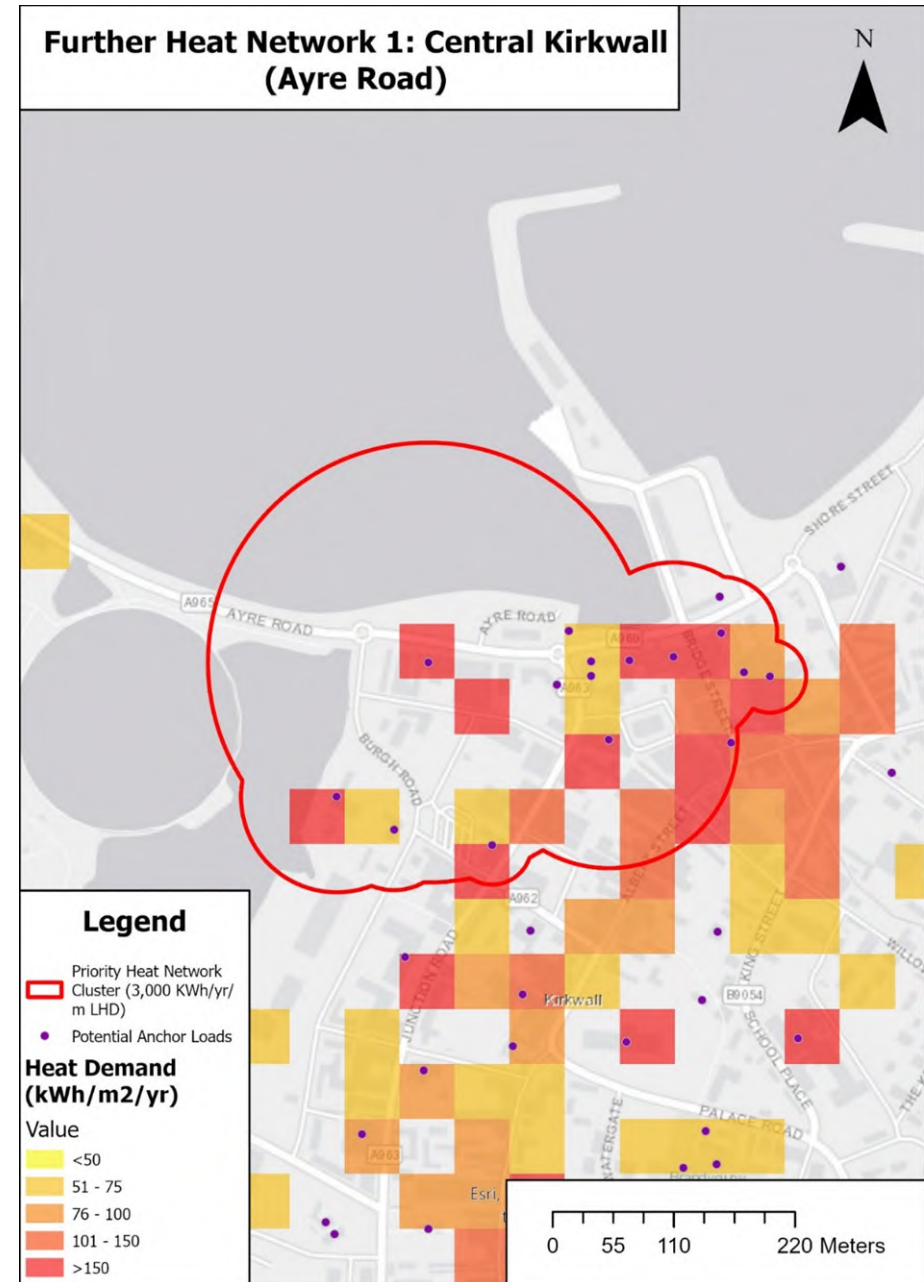 Further Heat Network 1: Central Kirkwall
(Ayre Road)
N
SHORE STREET
A965
AYRE ROAD
AYRE ROAD
BRIDGE STREET
A963
BURGH ROAD
ALBERT STREET
A962
KING STREET
JUNCTION ROAD
Kirkwall
B9054
SCHOOL PLACE
PALACE ROAD
WATERGATE
A963
Esri,
Legend
Priority Heat Network
Cluster (3,000 KWh/yr/
m LHD)
Potential Anchor Loads
Heat Demand
(kWh/m2/yr)
Value
<50
51 - 75
76 - 100
101 - 150
>150
0 55 110 220 Meters